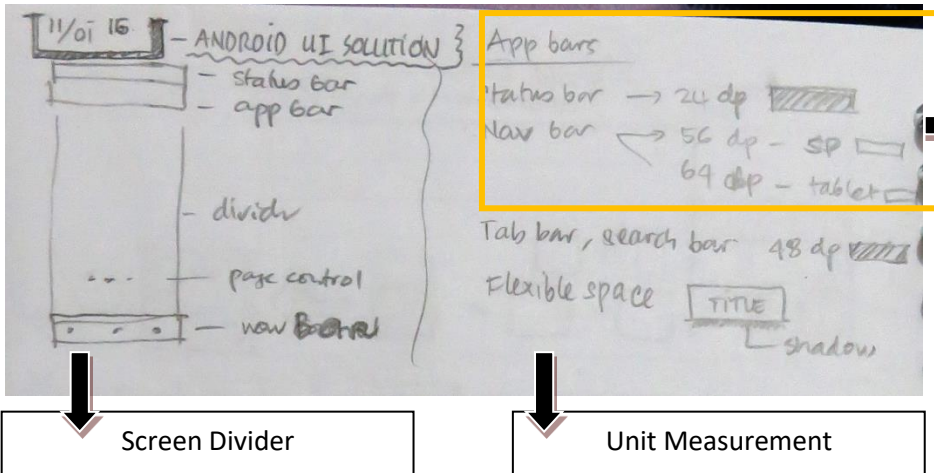 11/01 16 - ANDROID UI SOLUTION }
- status bar
- app bar
- divider
- page control
- nav
App bars
Status bar → 24 dp
Nav bar → 56 dp - sp
64 dp - tablet
Tab bar, search bar 48 dp
Flexible space TITLE
shadow
Screen Divider
Unit Measurement